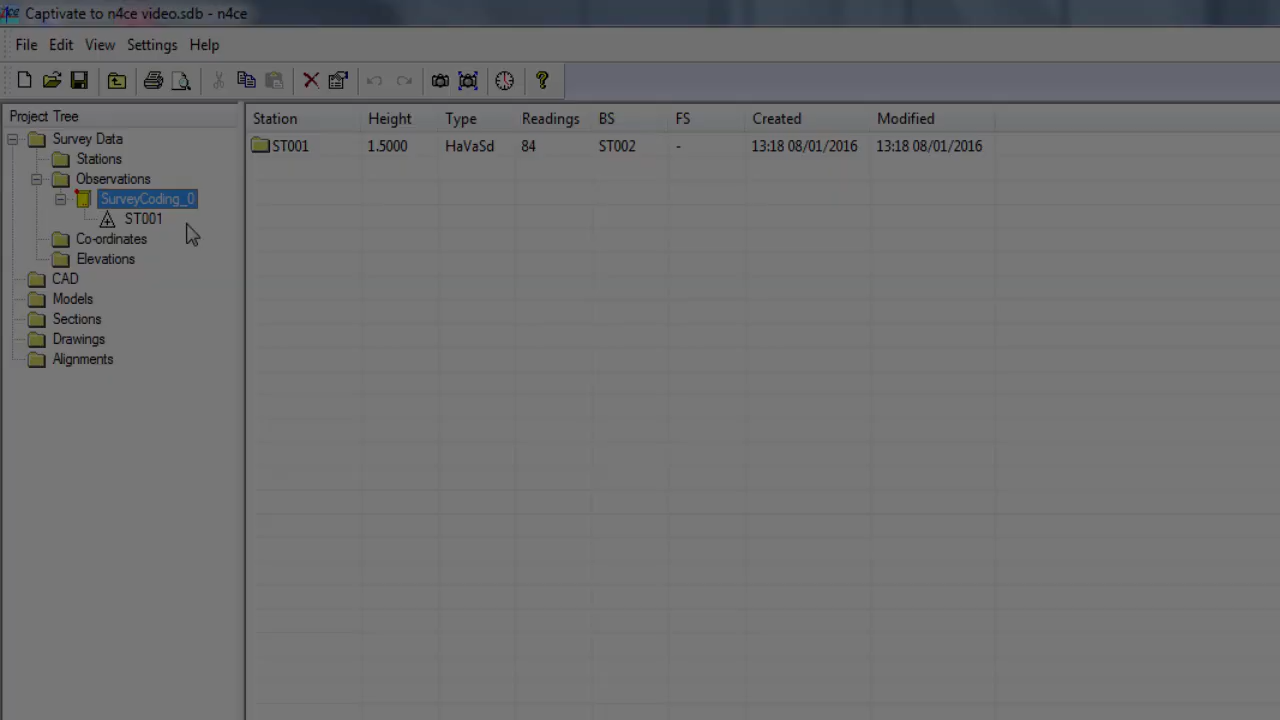 Captivate to n4ce video.sdb - n4ce
File Edit View Settings Help
Project Tree
Survey Data
Stations
Observations
SurveyCoding_0
ST001
Co-ordinates
Elevations
CAD
Models
Sections
Drawings
Alignments
Station Height Type Readings BS FS Created Modified
ST001 1.5000 HaVaSd 84 ST002 - 13:18 08/01/2016 13:18 08/01/2016